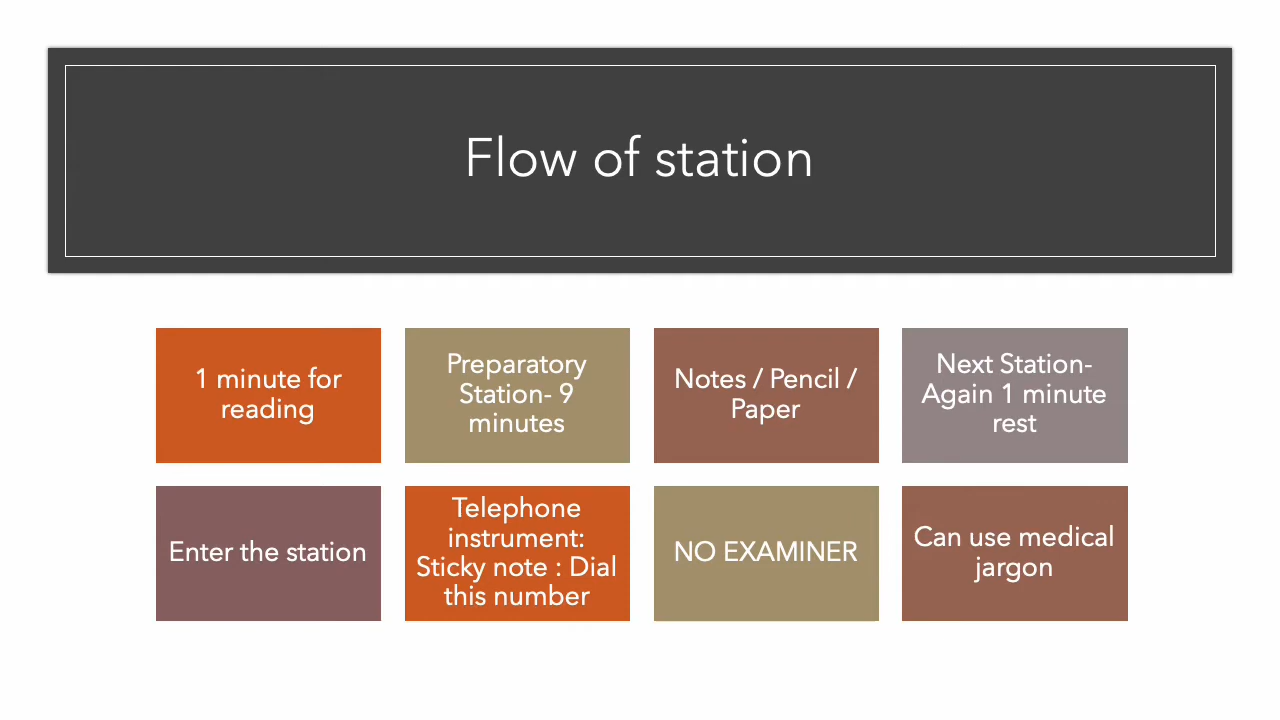 Flow of station
1 minute for
reading
Preparatory
Station- 9
minutes
Notes / Pencil /
Paper
Next Station-
Again 1 minute
rest
Enter the station
Telephone
instrument:
Sticky note : Dial
this number
NO EXAMINER
Can use medical
jargon